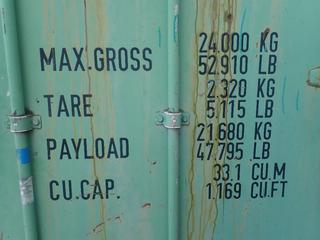 MAX.GROSS 24.000 KG
52.910 LB
TARE 2.320 KG
5.115 LB
PAYLOAD 21.680 KG
47.795 LB
CU.CAP. 33.1 CU.M
1.169 CU.FT